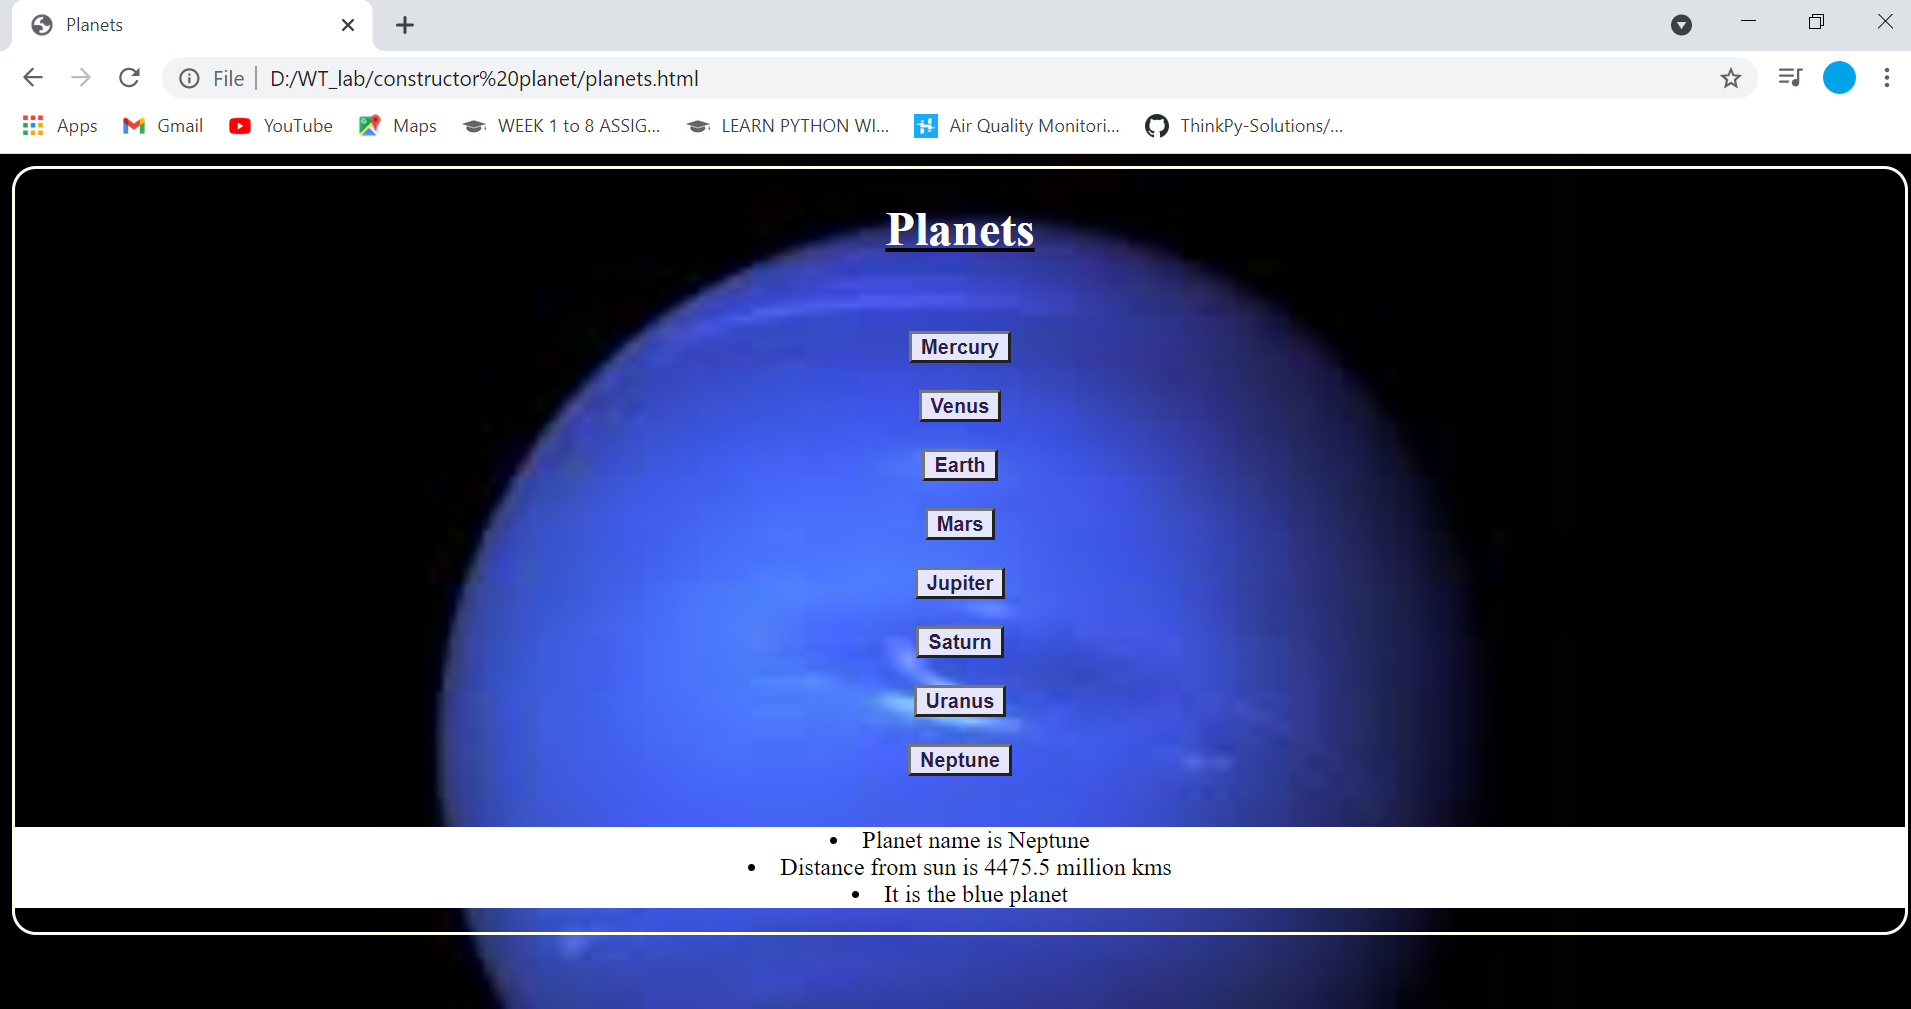 Planets
File D:/WT_lab/constructor%20planet/planets.html
Apps Gmail YouTube Maps WEEK 1 to 8 ASSIG... LEARN PYTHON WI... Air Quality Monitori... ThinkPy-Solutions/...
Planets
Mercury
Venus
Earth
Mars
Jupiter
Saturn
Uranus
Neptune
• Planet name is Neptune
• Distance from sun is 4475.5 million kms
• It is the blue planet